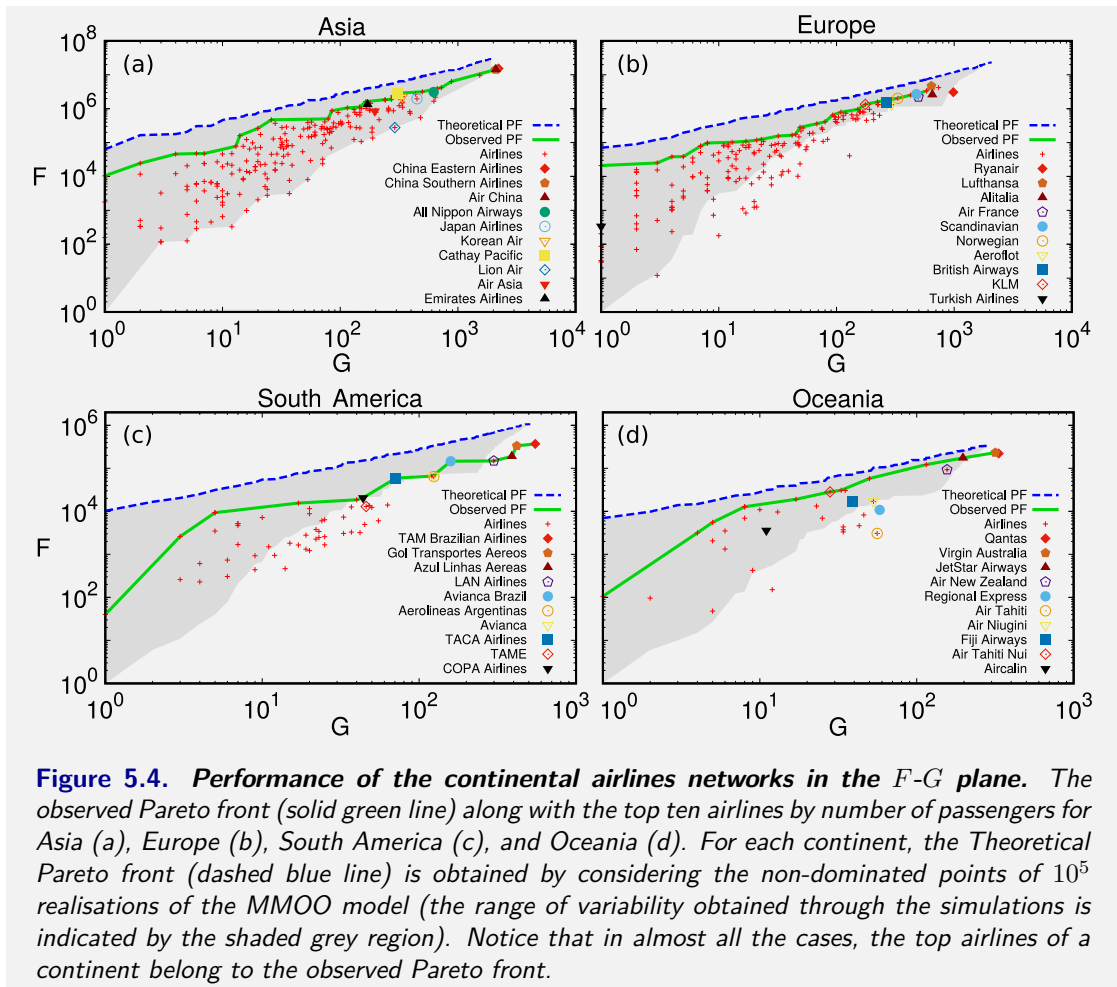 Asia
(a)
10^8
10^6
10^4
10^2
10^0
F
10^0 10^1 10^2 10^3 10^4
G
Theoretical PF
Observed PF
Airlines
China Eastern Airlines
China Southern Airlines
Air China
All Nippon Airways
Japan Airlines
Korean Air
Cathay Pacific
Lion Air
Air Asia
Emirates Airlines
Europe
(b)
10^0 10^1 10^2 10^3 10^4
G
Theoretical PF
Observed PF
Airlines
Ryanair
Lufthansa
Alitalia
Air France
Scandinavian
Norwegian
Aeroflot
British Airways
KLM
Turkish Airlines
South America
(c)
10^6
10^4
10^2
10^0
F
10^0 10^1 10^2 10^3
G
Theoretical PF
Observed PF
Airlines
TAM Brazilian Airlines
Gol Transportes Aereos
Azul Linhas Aereas
LAN Airlines
Avianca Brazil
Aerolineas Argentinas
Avianca
TACA Airlines
TAME
COPA Airlines
Oceania
(d)
10^0 10^1 10^2 10^3
G
Theoretical PF
Observed PF
Airlines
Qantas
Virgin Australia
JetStar Airways
Air New Zealand
Regional Express
Air Tahiti
Air Niugini
Fiji Airways
Air Tahiti Nui
Aircalin
Figure 5.4. Performance of the continental airlines networks in the F-G plane. The
observed Pareto front (solid green line) along with the top ten airlines by number of passengers for
Asia (a), Europe (b), South America (c), and Oceania (d). For each continent, the Theoretical
Pareto front (dashed blue line) is obtained by considering the non-dominated points of 10^5
realisations of the MMOO model (the range of variability obtained through the simulations is
indicated by the shaded grey region). Notice that in almost all the cases, the top airlines of a
continent belong to the observed Pareto front.